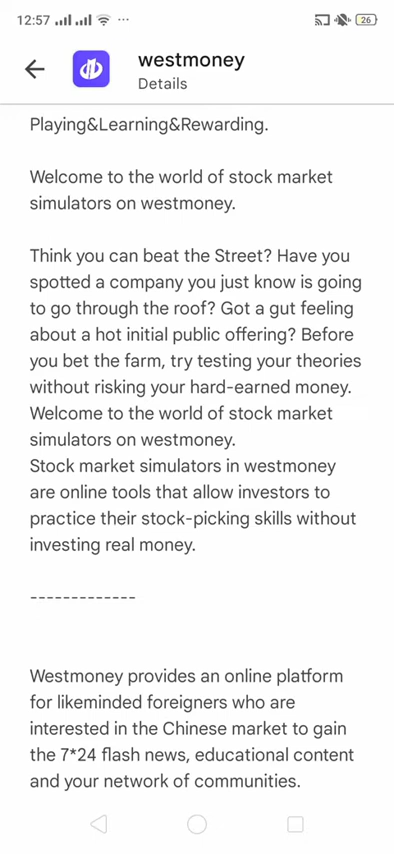 12:57
26
westmoney
Details
Playing&Learning&Rewarding.
Welcome to the world of stock market
simulators on westmoney.
Think you can beat the Street? Have you
spotted a company you just know is going
to go through the roof? Got a gut feeling
about a hot initial public offering? Before
you bet the farm, try testing your theories
without risking your hard-earned money.
Welcome to the world of stock market
simulators on westmoney.
Stock market simulators in westmoney
are online tools that allow investors to
practice their stock-picking skills without
investing real money.
-------------
Westmoney provides an online platform
for likeminded foreigners who are
interested in the Chinese market to gain
the 7*24 flash news, educational content
and your network of communities.